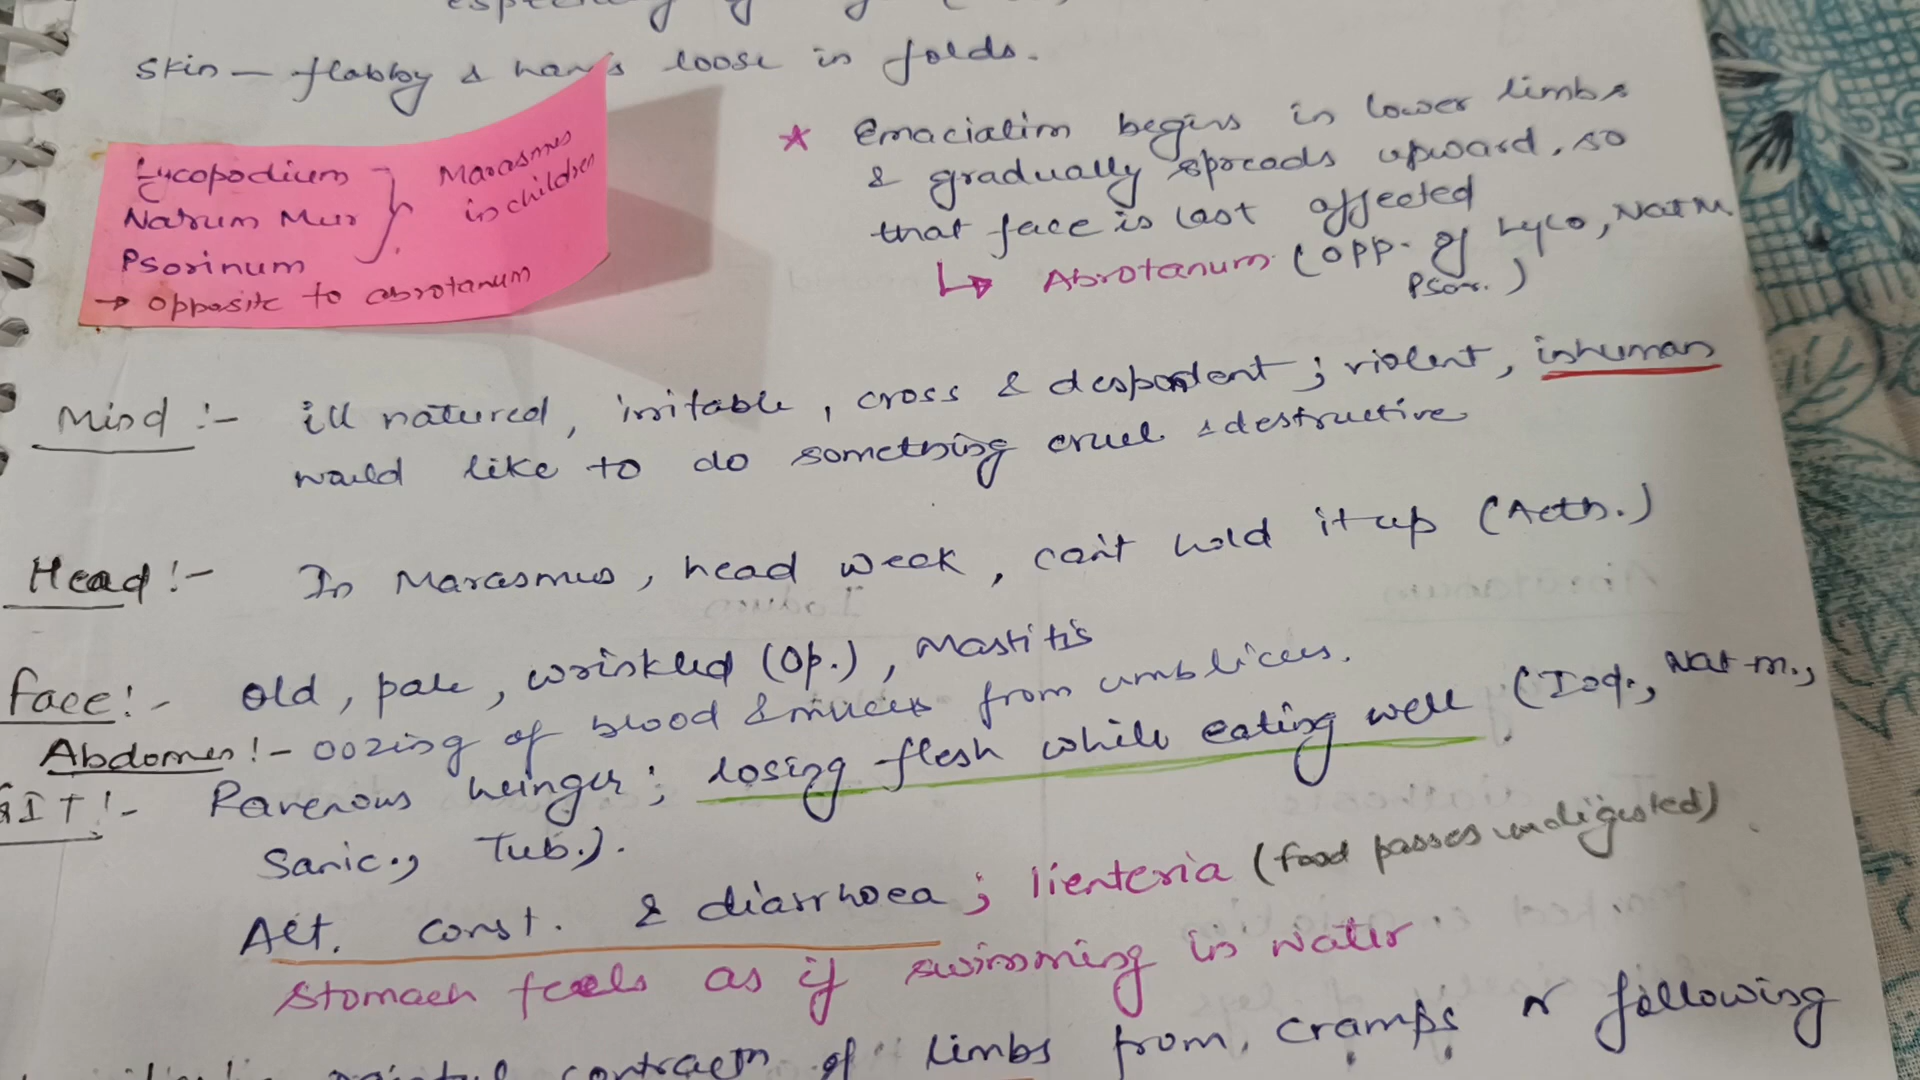 skin – flabby & hangs loose in folds.
Lycopodium
Natrum Mur
Psorinum
Marasmus
in children
→ opposite to abrotanum
* Emaciation begins in lower limbs
& gradually spreads upward, so
that face is last affected
↳ Abrotanum (opp. of Lyco, Nat M
Psor.)
Mind :- ill natured, irritable, cross & despondent ; violent, inhuman
would like to do something cruel & destructive
Head :- In Marasmus, head weak, can't hold it up (Aeth.)
Face :- Old, pale, wrinkled (Op.), Mastitis
Abdomen :- oozing of blood & mucus from umblicus.
GIT :- Ravenous hunger ; losing flesh while eating well (Iod., Nat-m.,
Sanic., Tub.).
Alt. const. & diarrhoea ; lienteria (food passes undigested)
Stomach feels as if swimming in water
contractn of limbs from cramps or following